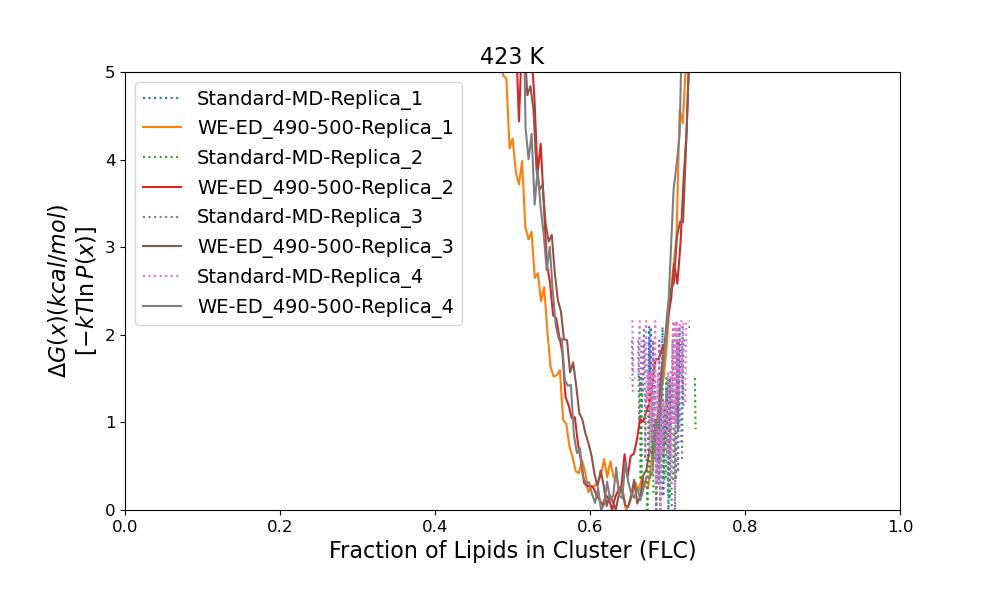 423 K
5
4
3
2
1
0
ΔG(x)(kcal/mol)
[−kTln P(x)]
Standard-MD-Replica_1
WE-ED_490-500-Replica_1
Standard-MD-Replica_2
WE-ED_490-500-Replica_2
Standard-MD-Replica_3
WE-ED_490-500-Replica_3
Standard-MD-Replica_4
WE-ED_490-500-Replica_4
0.0 0.2 0.4 0.6 0.8 1.0
Fraction of Lipids in Cluster (FLC)